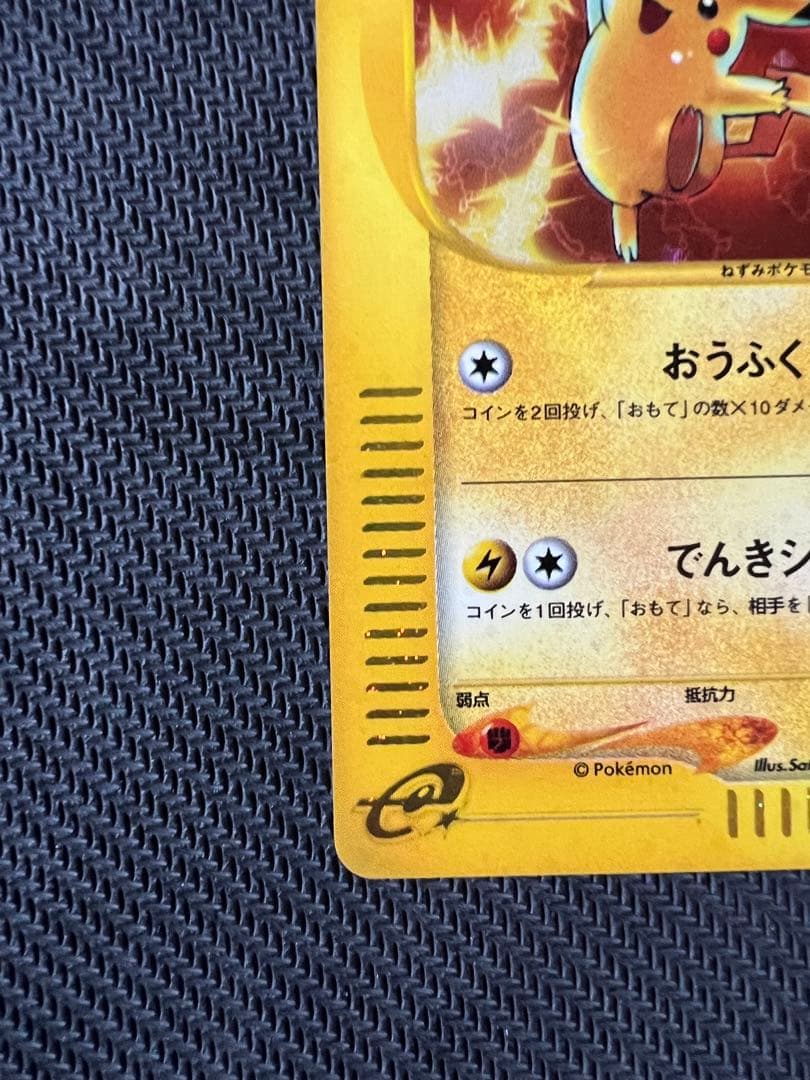 ねずみポケモ
おうふく
コインを2回投げ、「おもて」の数×10ダメ
でんきシ
コインを1回投げ、「おもて」なら、相手を「
弱点
抵抗力
© Pokémon
Illus. Sai